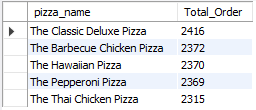 pizza_name Total_Order
The Classic Deluxe Pizza 2416
The Barbecue Chicken Pizza 2372
The Hawaiian Pizza 2370
The Pepperoni Pizza 2369
The Thai Chicken Pizza 2315